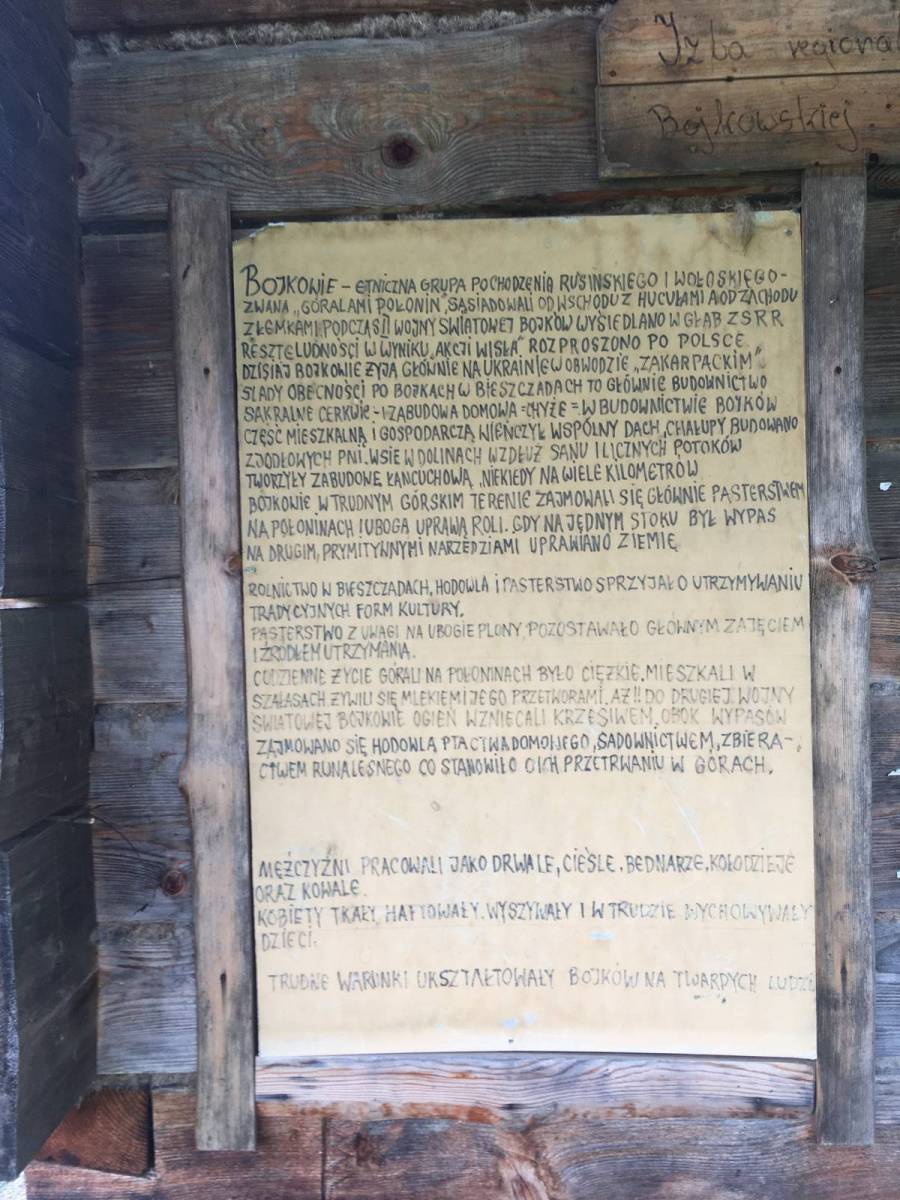 Izba regional
Bojkowskiej
BOJKOWIE – ETNICZNA GRUPA POCHODZENIA RUSIŃSKIEGO I WOŁOSKIEGO-
ZWANA „GÓRALAMI POŁONIN", SĄSIADOWALI OD WSCHODU Z HUCUŁAMI A OD ZACHODU
Z ŁEMKAMI. PODCZAS II WOJNY ŚWIATOWEJ BOJKÓW WYSIEDLANO W GŁĄB ZSRR
RESZTĘ LUDNOŚCI W WYNIKU „AKCJI WISŁA" ROZPROSZONO PO POLSCE
DZISIAJ BOJKOWIE ŻYJĄ GŁÓWNIE NA UKRAINIE W OBWODZIE „ZAKARPACKIM"
ŚLADY OBECNOŚCI PO BOJKACH W BIESZCZADACH TO GŁÓWNIE BUDOWNICTWO
SAKRALNE CERKWIE – I ZABUDOWA DOMOWA =CHYŻE = W BUDOWNICTWIE BOJKÓW
CZĘŚĆ MIESZKALNĄ i GOSPODARCZĄ WIEŃCZYŁ WSPÓLNY DACH, CHAŁUPY BUDOWANO
Z JODŁOWYCH PNI. WSIE W DOLINACH WZDŁUŻ SANU I LICZNYCH POTOKÓW
TWORZYŁY ZABUDONĘ ŁAŃCUCHOWĄ, NIEKIEDY NA WIELE KILOMETRÓW
BOJKOWIE W TRUDNYM GÓRSKIM TERENIE ZAJMOWALI SIĘ GŁÓWNIE PASTERSTWEM
NA POŁONINACH I UBOGĄ UPRAWĄ ROLI. GDY NA JEDNYM STOKU BYŁ WYPAS
NA DRUGIM, PRYMITYWNYMI NARZĘDZIAMI UPRAWIANO ZIEMIĘ
ROLNICTWO W BIESZCZADACH, HODOWLA I PASTERSTWO SPRZYJAŁO UTRZYMYWANIU
TRADYCYJNYCH FORM KULTURY.
PASTERSTWO Z UWAGI NA UBOGIE PLONY POZOSTAWAŁO GŁÓWNYM ZAJĘCIEM
I ŹRÓDŁEM UTRZYMANIA.
CODZIENNE ŻYCIE GÓRALI NA POŁONINACH BYŁO CIĘŻKIE. MIESZKALI W
SZAŁASACH ŻYWILI SIĘ MLEKIEM I JEGO PRZETWORAMI. AŻ!! DO DRUGIEJ WOJNY
ŚWIATOWEJ BOJKOWIE OGIEŃ WZNIECALI KRZESIWEM, OBOK WYPASÓW
ZAJMOWANO SIĘ HODOWLĄ PTACTWA DOMOWEGO, SADOWNICTWEM, ZBIERA-
CTWEM RUNA LEŚNEGO CO STANOWIŁO O ICH PRZETRWANIU W GÓRACH.
MĘŻCZYŹNI PRACOWALI JAKO DRWALE, CIEŚLE. BEDNARZE, KOŁODZIEJE
ORAZ KOWALE.
KOBIETY TKAŁY, HAFTOWAŁY. WYSZYWAŁY I W TRUDZIE WYCHOWYWAŁY
DZIECI.
TRUDNE WARUNKI UKSZTAŁTOWAŁY BOJKÓW NA TWARDYCH LUDZI